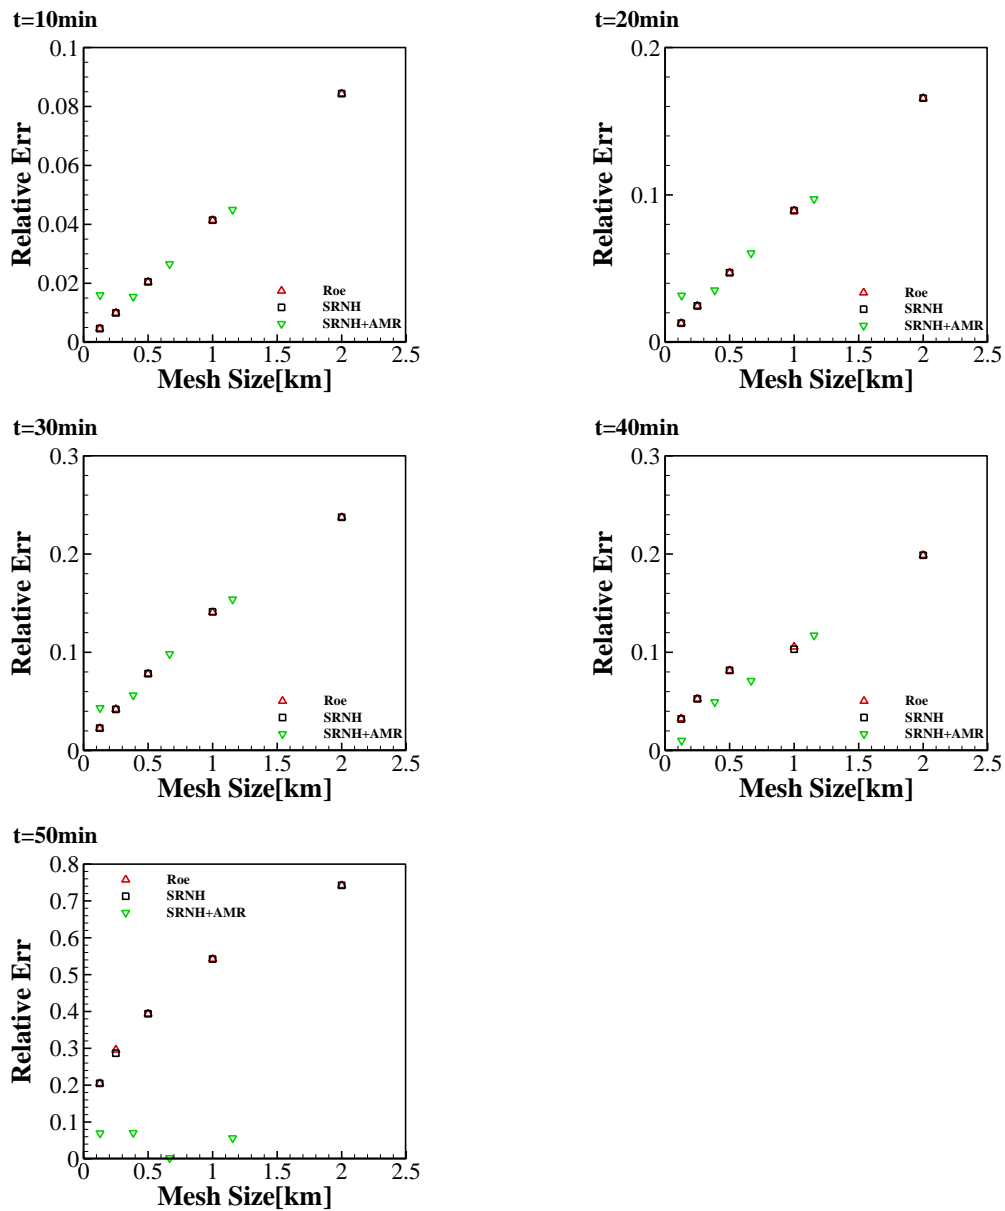 t=10min
0.1
0.08
0.06
0.04
0.02
0
Relative Err
Roe
SRNH
SRNH+AMR
0 0.5 1 1.5 2 2.5
Mesh Size[km]
t=20min
0.2
0.1
0
Relative Err
Roe
SRNH
SRNH+AMR
0 0.5 1 1.5 2 2.5
Mesh Size[km]
t=30min
0.3
0.2
0.1
0
Relative Err
Roe
SRNH
SRNH+AMR
0 0.5 1 1.5 2 2.5
Mesh Size[km]
t=40min
0.3
0.2
0.1
0
Relative Err
Roe
SRNH
SRNH+AMR
0 0.5 1 1.5 2 2.5
Mesh Size[km]
t=50min
0.8
0.7
0.6
0.5
0.4
0.3
0.2
0.1
0
Relative Err
Roe
SRNH
SRNH+AMR
0 0.5 1 1.5 2 2.5
Mesh Size[km]